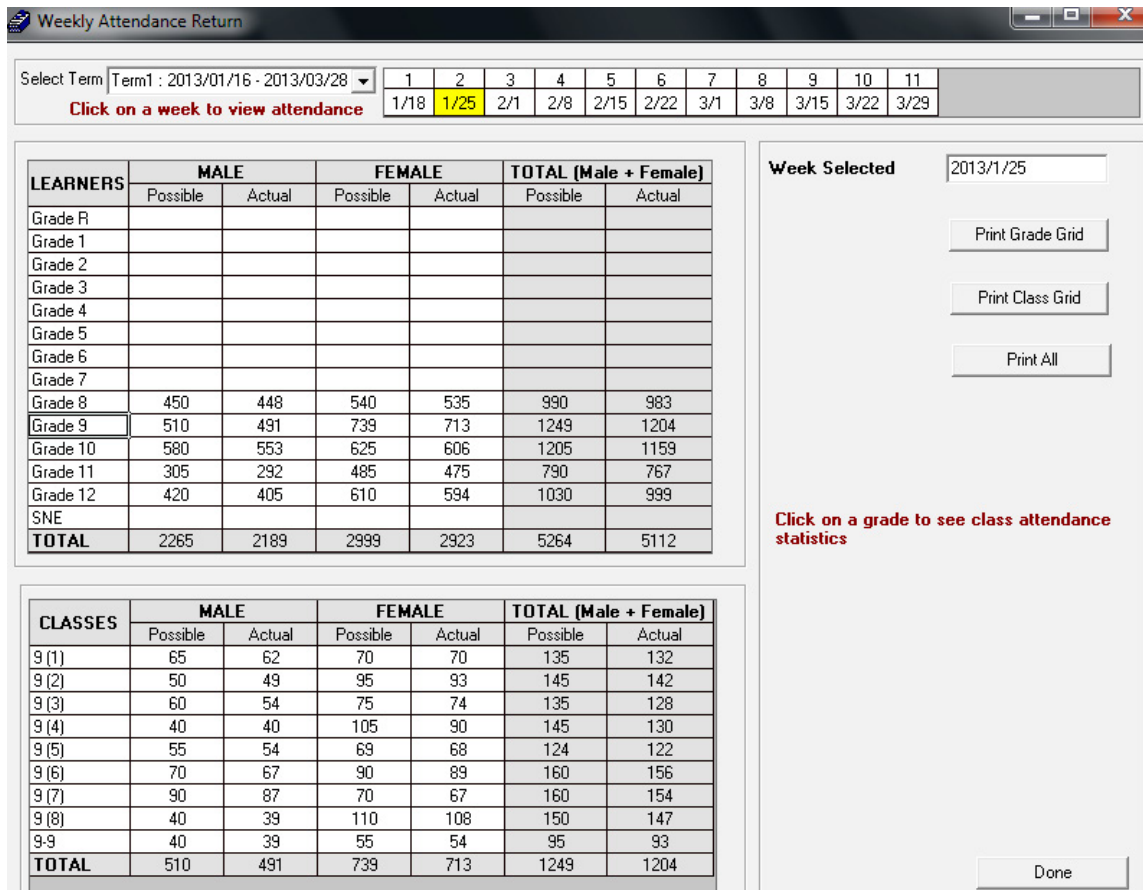 Weekly Attendance Return
Select Term Term1 : 2013/01/16 - 2013/03/28 1 2 3 4 5 6 7 8 9 10 11
Click on a week to view attendance 1/18 1/25 2/1 2/8 2/15 2/22 3/1 3/8 3/15 3/22 3/29
LEARNERS MALE FEMALE TOTAL (Male + Female)
Possible Actual Possible Actual Possible Actual
Grade R
Grade 1
Grade 2
Grade 3
Grade 4
Grade 5
Grade 6
Grade 7
Grade 8 450 448 540 535 990 983
Grade 9 510 491 739 713 1249 1204
Grade 10 580 553 625 606 1205 1159
Grade 11 305 292 485 475 790 767
Grade 12 420 405 610 594 1030 999
SNE
TOTAL 2265 2189 2999 2923 5264 5112
Week Selected 2013/1/25
Print Grade Grid
Print Class Grid
Print All
Click on a grade to see class attendance
statistics
CLASSES MALE FEMALE TOTAL (Male + Female)
Possible Actual Possible Actual Possible Actual
9 (1) 65 62 70 70 135 132
9 (2) 50 49 95 93 145 142
9 (3) 60 54 75 74 135 128
9 (4) 40 40 105 90 145 130
9 (5) 55 54 69 68 124 122
9 (6) 70 67 90 89 160 156
9 (7) 90 87 70 67 160 154
9 (8) 40 39 110 108 150 147
9-9 40 39 55 54 95 93
TOTAL 510 491 739 713 1249 1204
Done